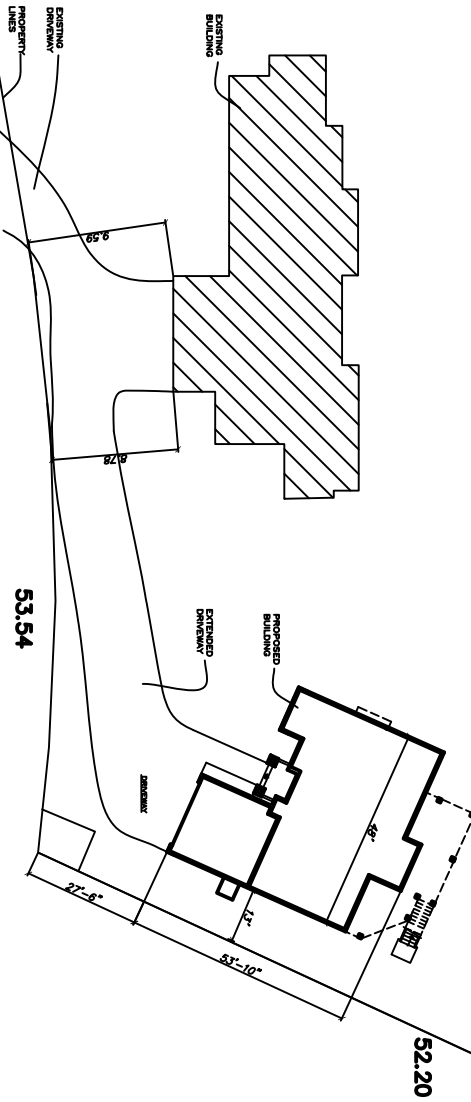 EXISTING
BUILDING
EXISTING
DRIVEWAY
PROPERTY
LINES
9.59
8.78
53.54
PROPOSED
BUILDING
EXTENDED
DRIVEWAY
DRIVEWAY
48'
13'
27'-6"
53'-10"
52.20